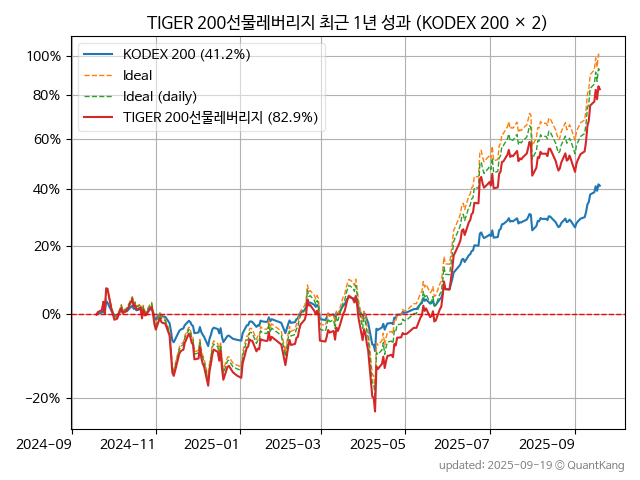 TIGER 200선물레버리지 최근 1년 성과 (KODEX 200 × 2)
KODEX 200 (41.2%)
Ideal
Ideal (daily)
TIGER 200선물레버리지 (82.9%)
100%
80%
60%
40%
20%
0%
−20%
2024-09 2024-11 2025-01 2025-03 2025-05 2025-07 2025-09
updated: 2025-09-19 © QuantKang